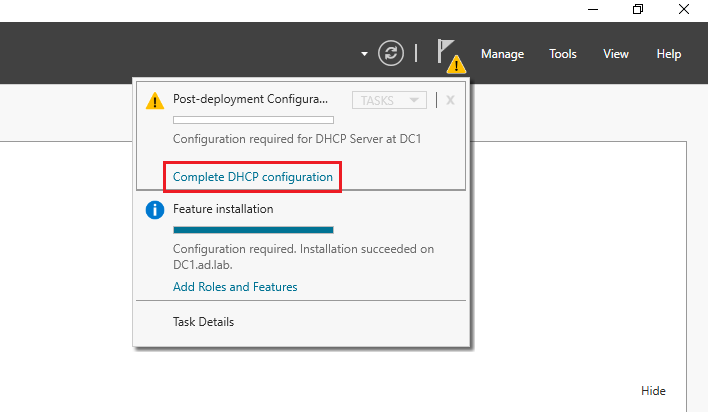 Manage Tools View Help
Post-deployment Configura... TASKS X
Configuration required for DHCP Server at DC1
Complete DHCP configuration
Feature installation
Configuration required. Installation succeeded on
DC1.ad.lab.
Add Roles and Features
Task Details
Hide